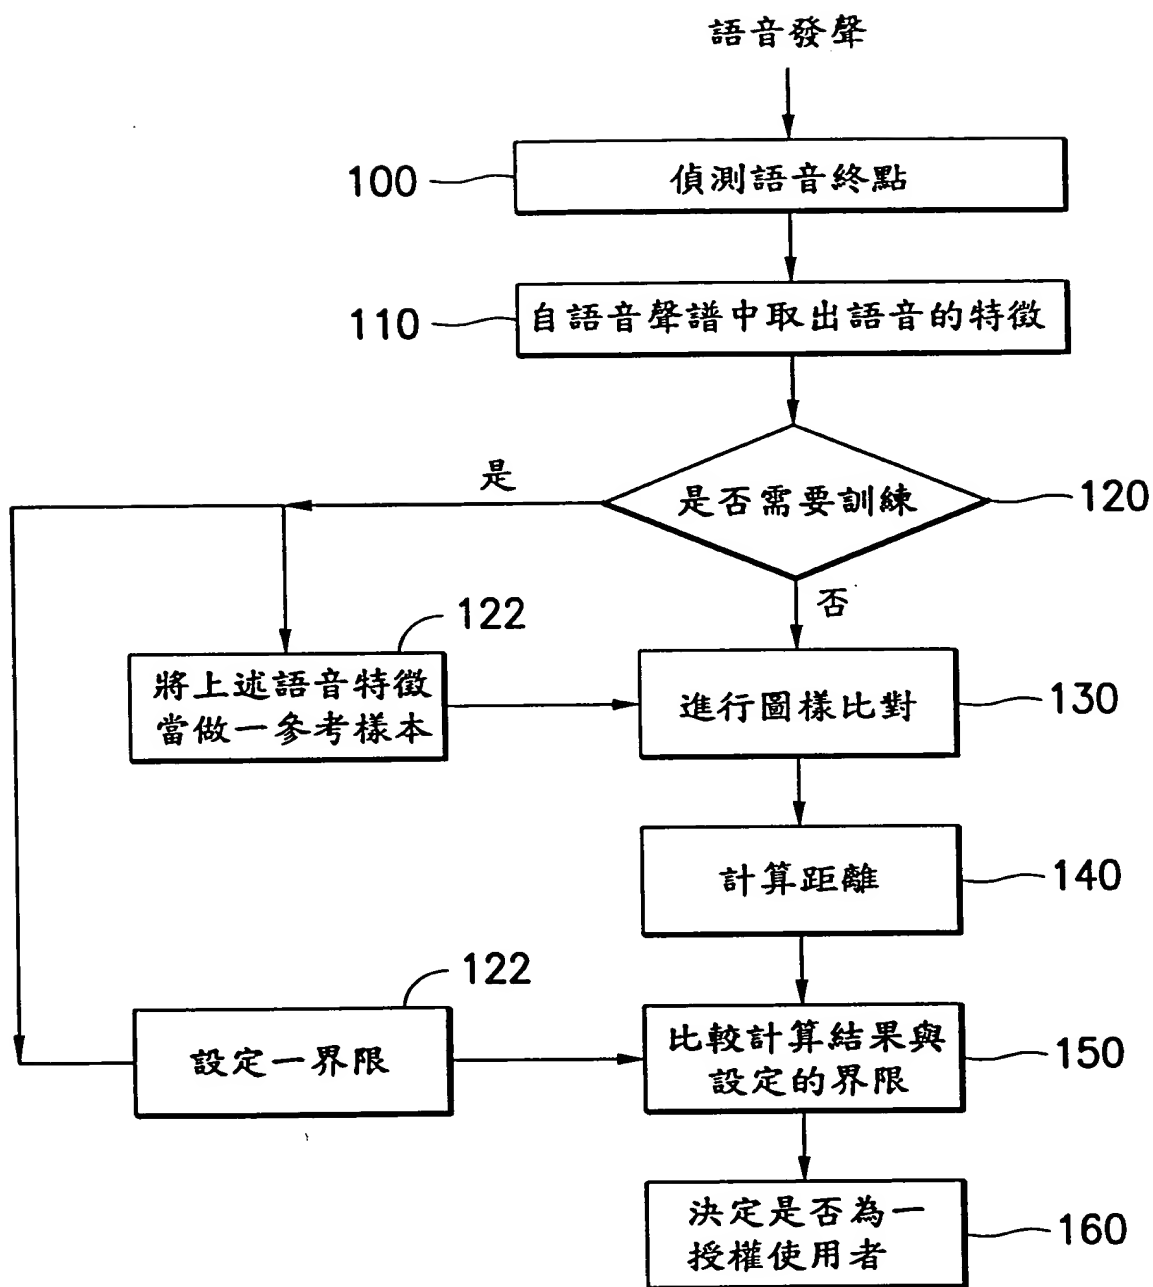 語音發聲
100
偵測語音終點
110
自語音聲譜中取出語音的特徵
是
是否需要訓練
120
否
122
將上述語音特徵
當做一參考樣本
進行圖樣比對
130
計算距離
140
122
設定一界限
比較計算結果與
設定的界限
150
決定是否為一
授權使用者
160